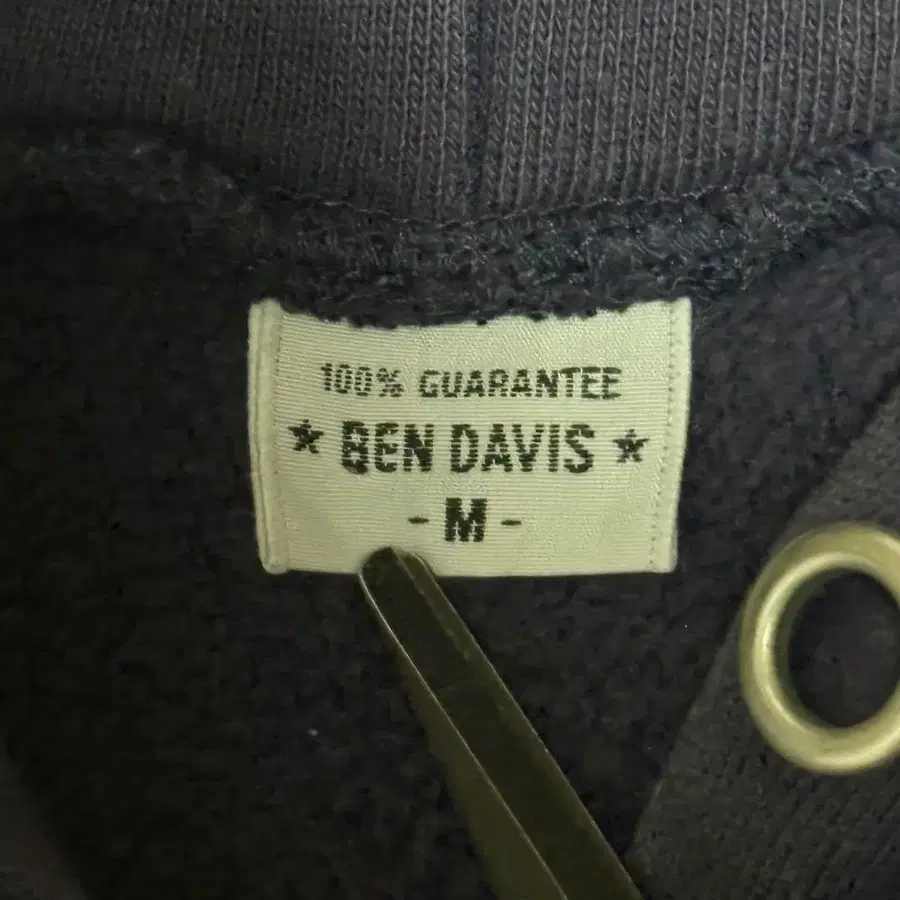 100% GUARANTEE
★ BEN DAVIS ★
- M -